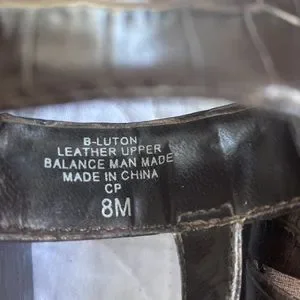 B-LUTON
LEATHER UPPER
BALANCE MAN MADE
MADE IN CHINA
CP
8M